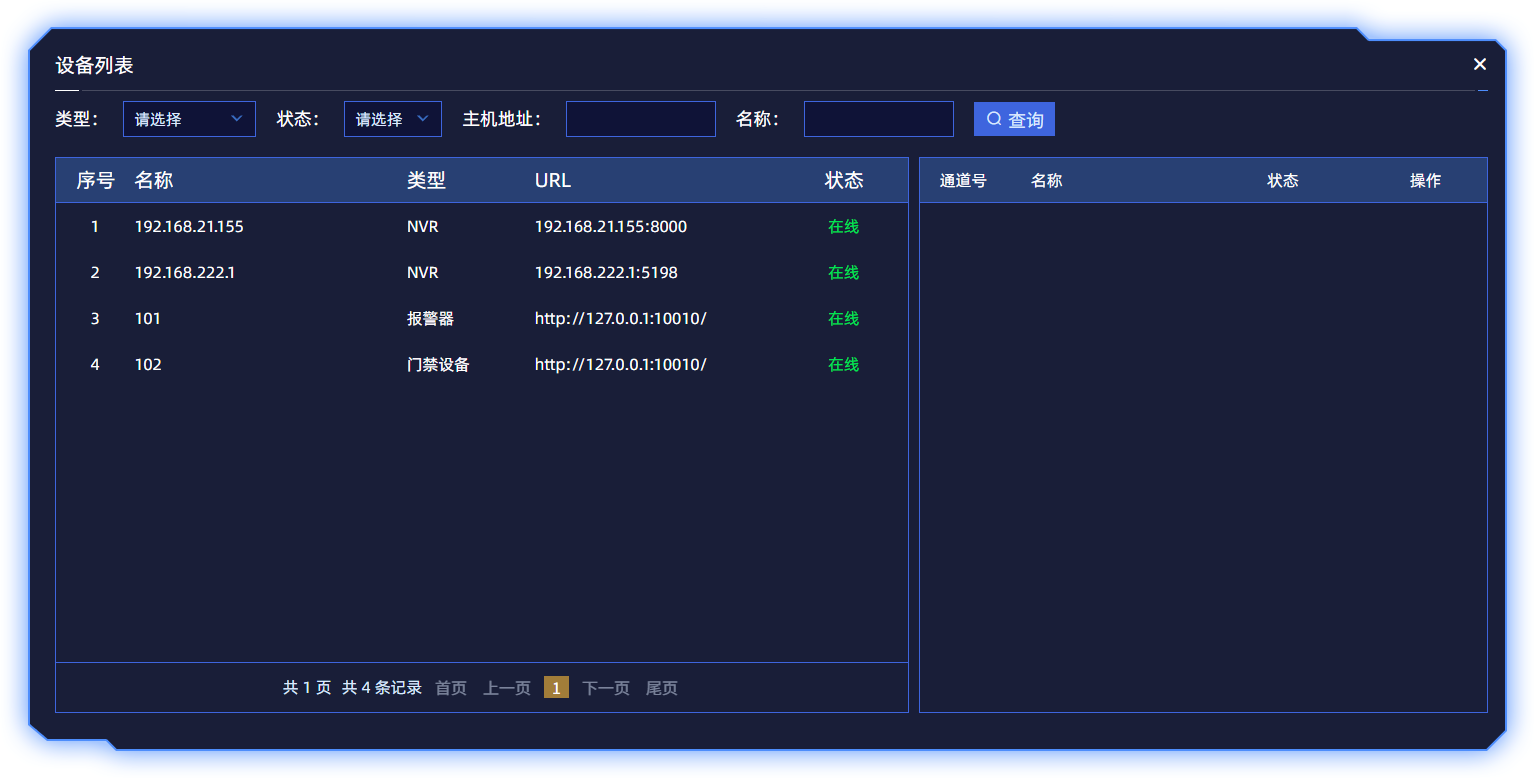 设备列表
类型： 请选择 状态： 请选择 主机地址： 名称： 查询
序号 名称 类型 URL 状态 通道号 名称 状态 操作
1 192.168.21.155 NVR 192.168.21.155:8000 在线
2 192.168.222.1 NVR 192.168.222.1:5198 在线
3 101 报警器 http://127.0.0.1:10010/ 在线
4 102 门禁设备 http://127.0.0.1:10010/ 在线
共 1 页 共 4 条记录 首页 上一页 1 下一页 尾页